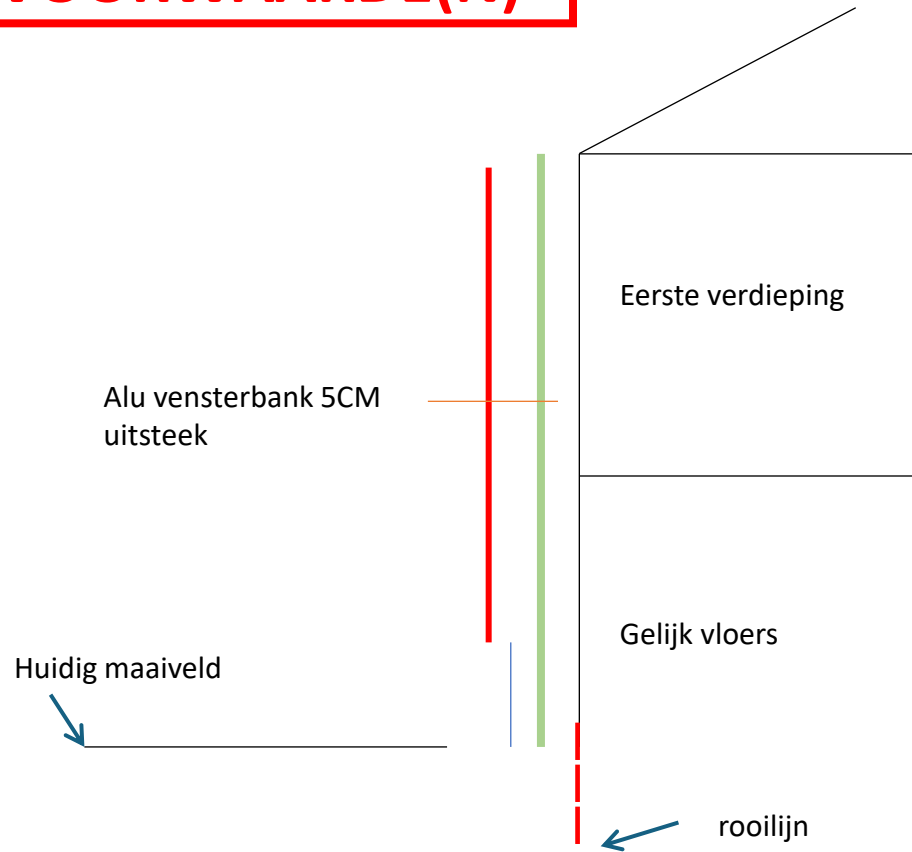 Eerste verdieping
Alu vensterbank 5CM
uitsteek
Gelijk vloers
Huidig maaiveld
rooilijn